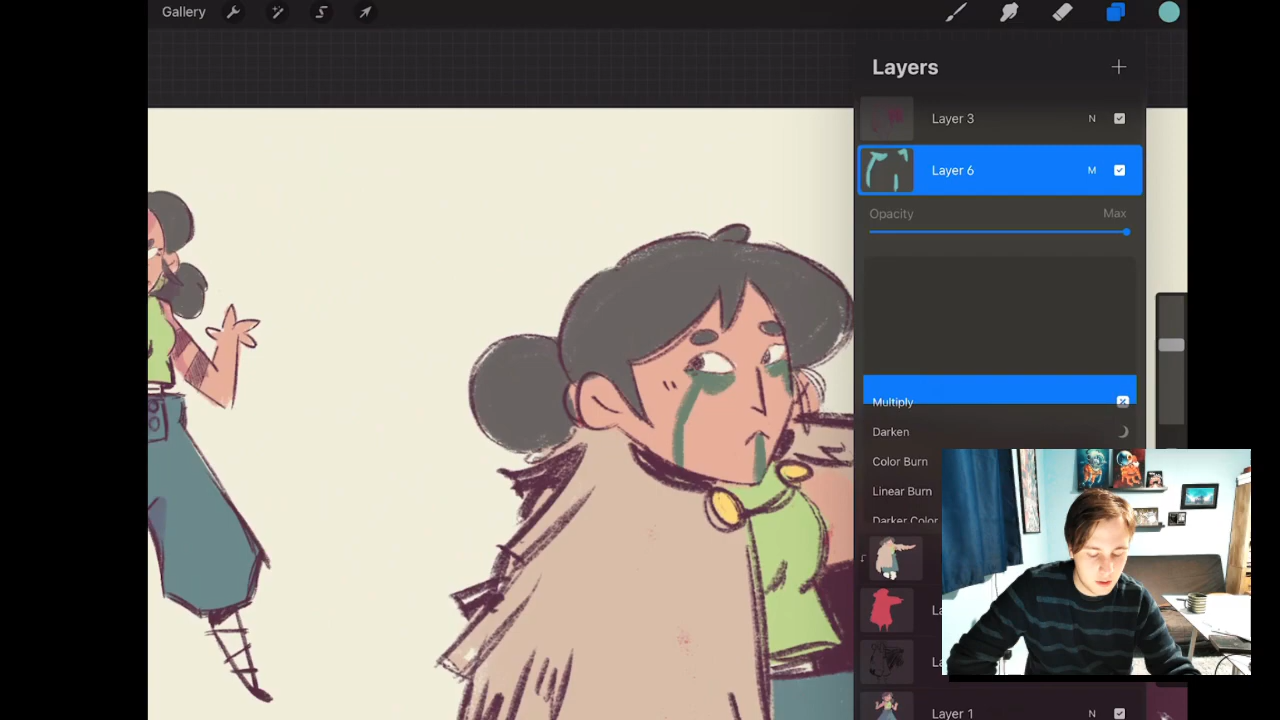 Gallery
Layers
Layer 3 N
Layer 6 M
Opacity Max
Multiply
Darken
Color Burn
Linear Burn
Darker Color
Layer 1 N